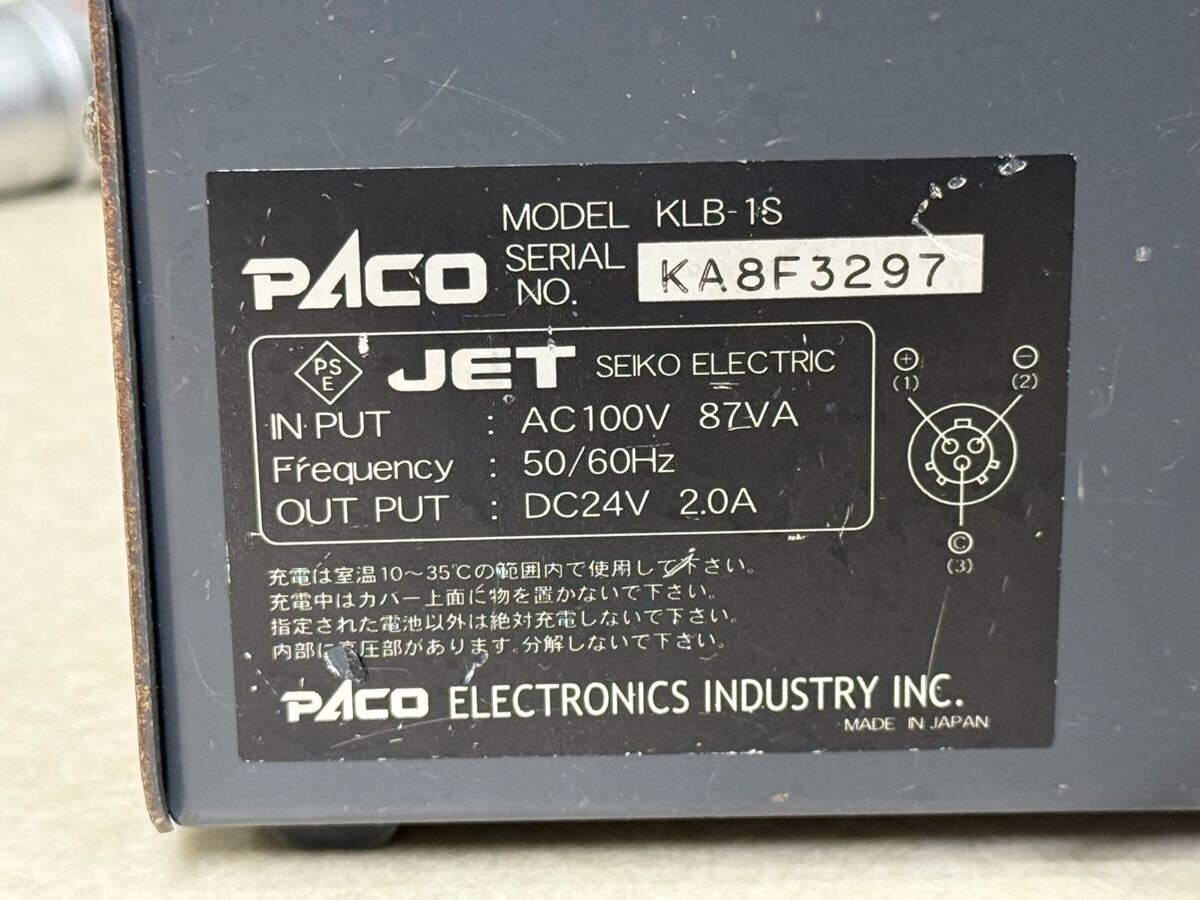 MODEL KLB-1S
PACO SERIAL NO. KA8F3297
PS E JET SEIKO ELECTRIC
IN PUT : AC100V 87VA
Frequency : 50/60Hz
OUT PUT : DC24V 2.0A
+ −
(1) (2)
C
(3)
充電は室温10～35℃の範囲内で使用して下さい。
充電中はカバー上面に物を置かないで下さい。
指定された電池以外は絶対充電しないで下さい。
内部に高圧部があります。分解しないで下さい。
PACO ELECTRONICS INDUSTRY INC.
MADE IN JAPAN